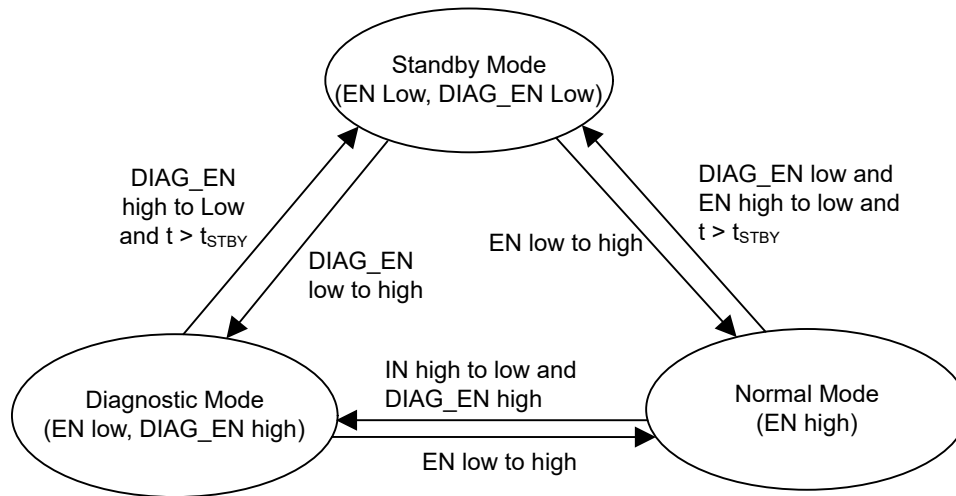 Standby Mode
(EN Low, DIAG_EN Low)
DIAG_EN
high to Low
and t > tSTBY
DIAG_EN
low to high
EN low to high
DIAG_EN low and
EN high to low and
t > tSTBY
Diagnostic Mode
(EN low, DIAG_EN high)
IN high to low and
DIAG_EN high
EN low to high
Normal Mode
(EN high)